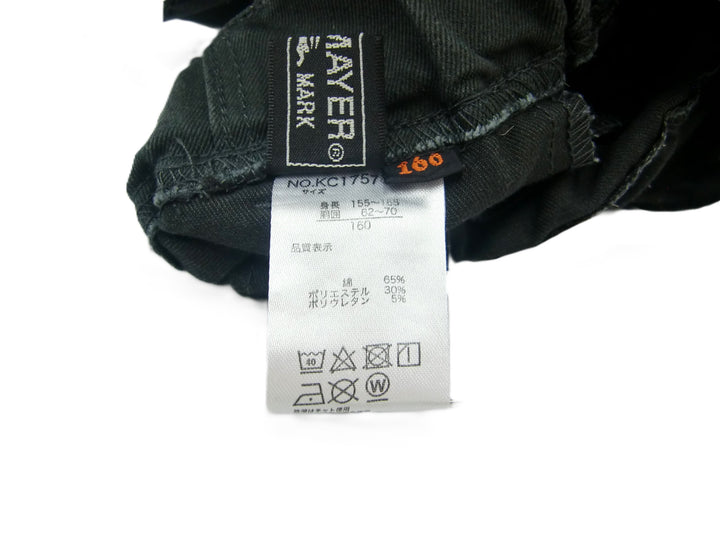 MAYER®
MARK
160
NO.KC1757
サイズ
身長 155~165
胴囲 62~70
160
品質表示
綿 65%
ポリエステル 30%
ポリウレタン 5%
40
W